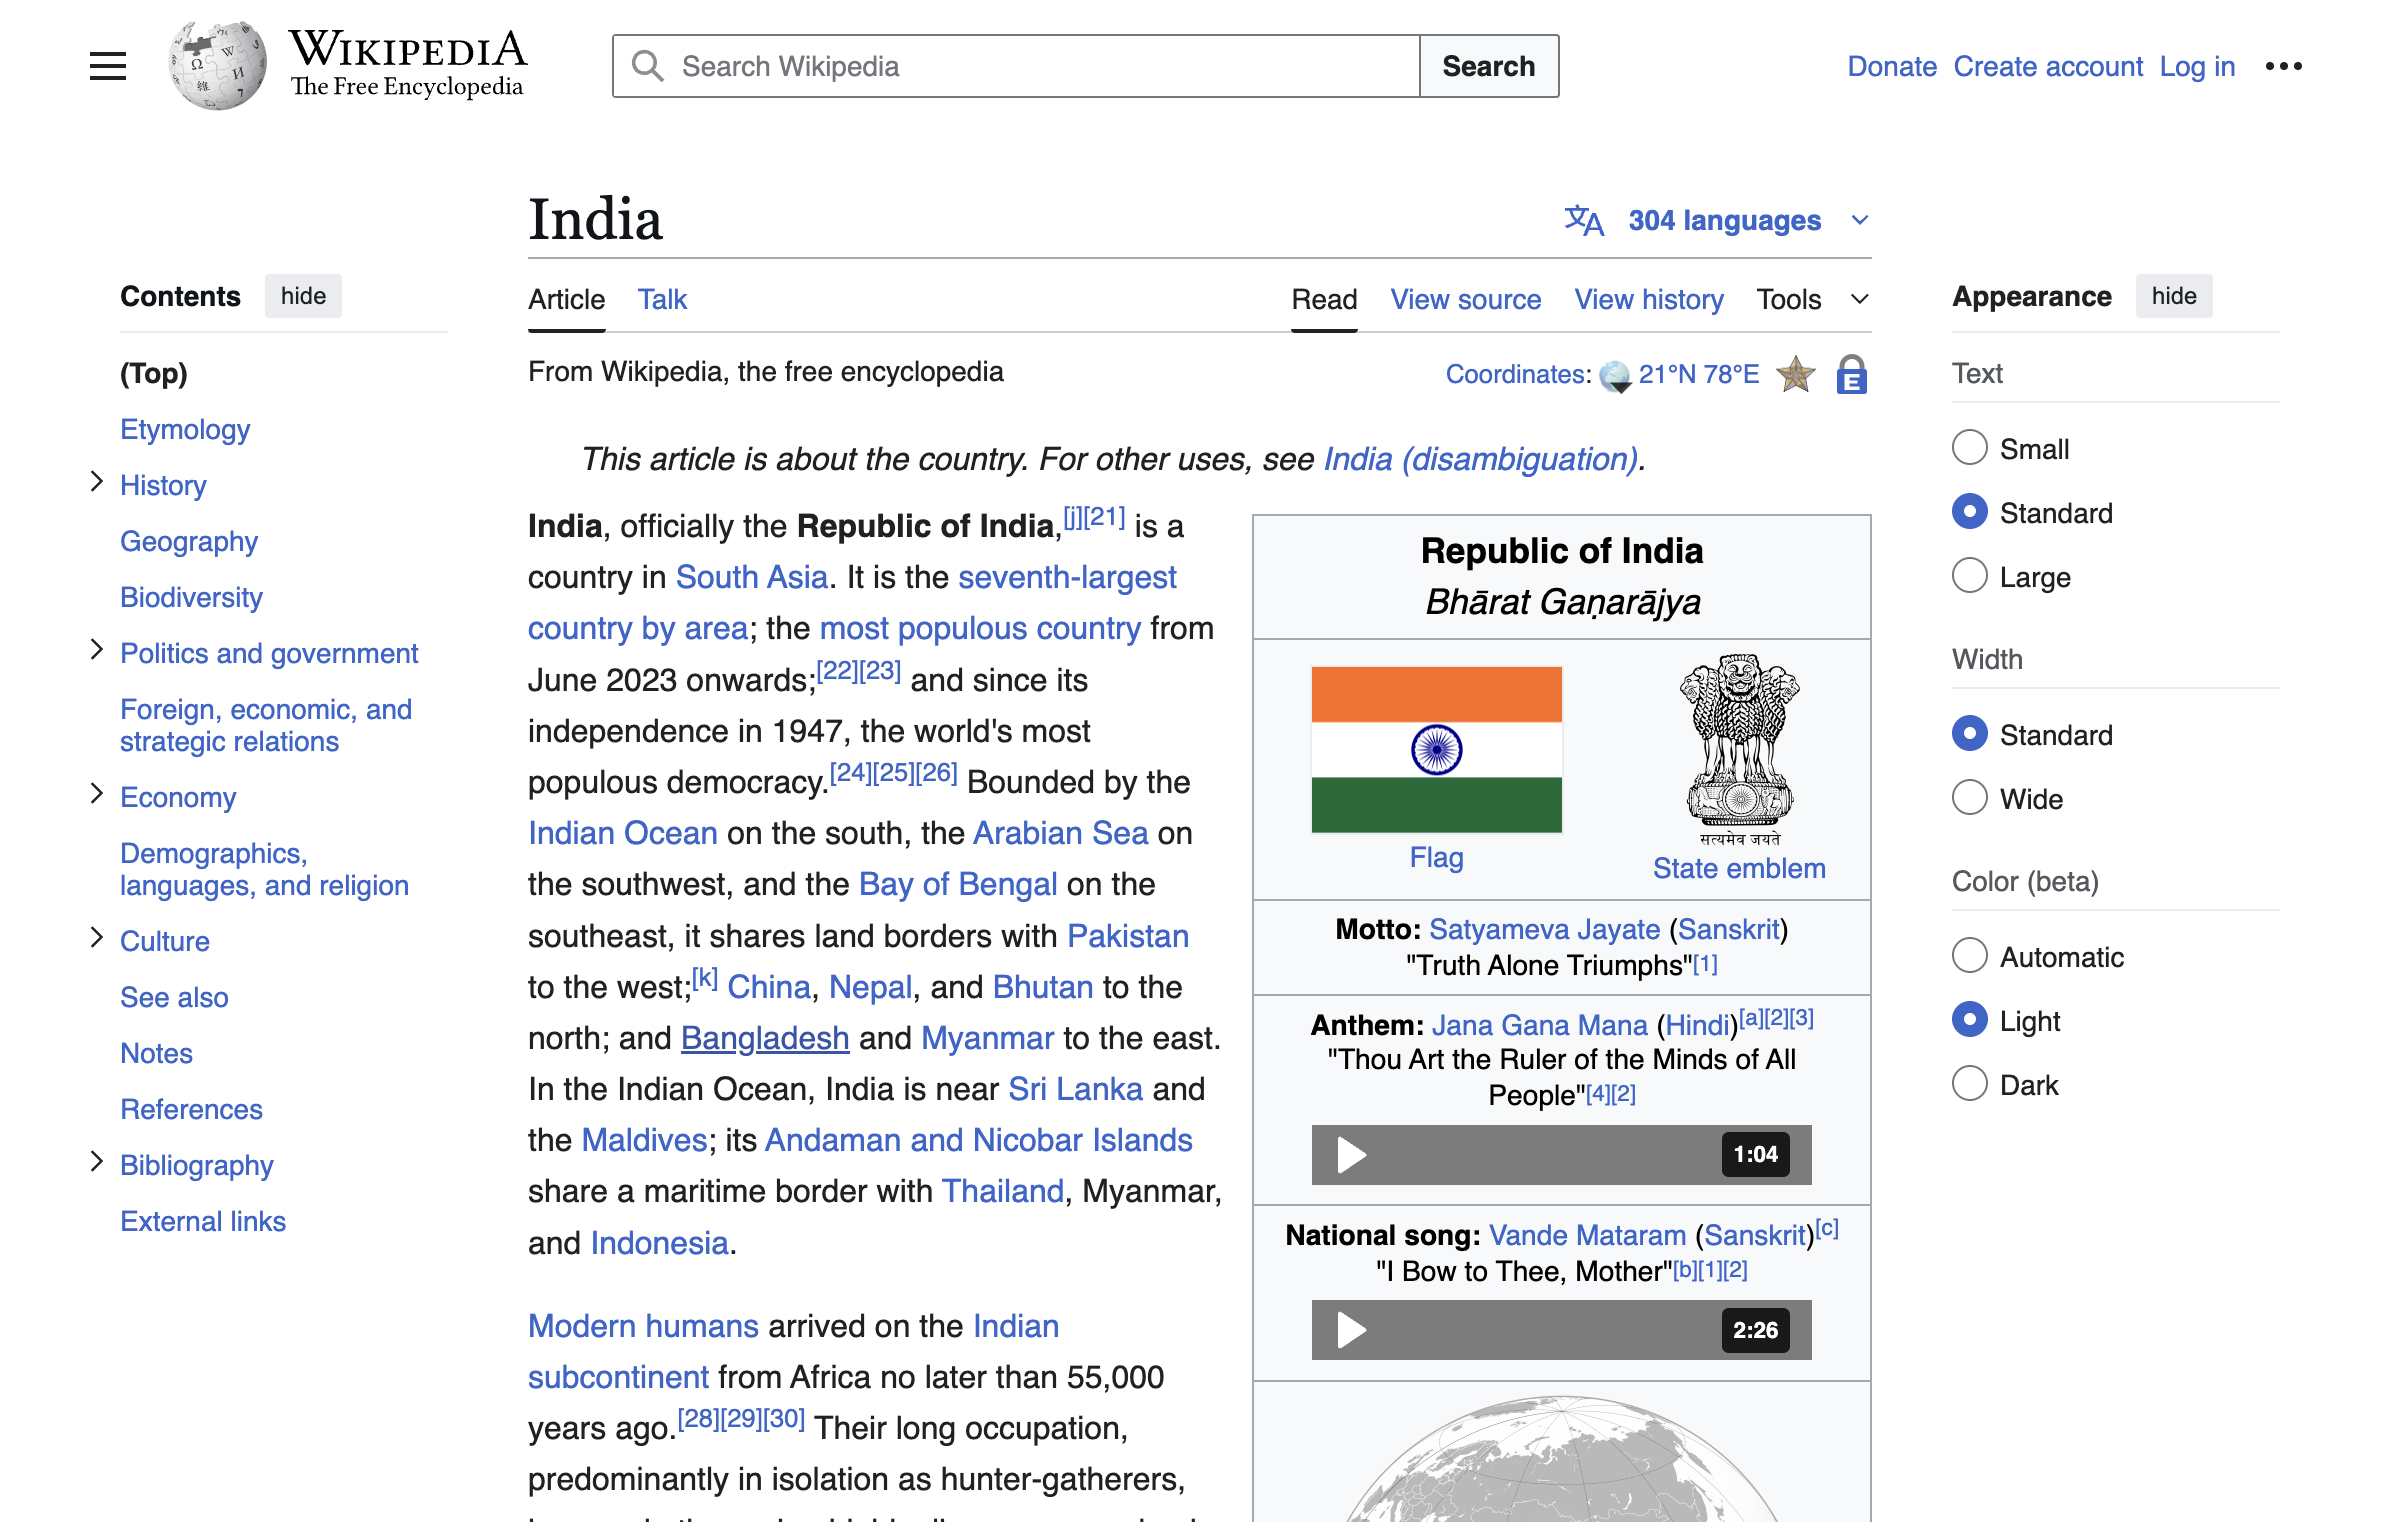 WIKIPEDIA
The Free Encyclopedia
Search Wikipedia
Search
Donate Create account Log in
India
304 languages
Contents hide
(Top)
Etymology
History
Geography
Biodiversity
Politics and government
Foreign, economic, and
strategic relations
Economy
Demographics,
languages, and religion
Culture
See also
Notes
References
Bibliography
External links
Article Talk
Read View source View history Tools
From Wikipedia, the free encyclopedia
Coordinates: 21°N 78°E
E
This article is about the country. For other uses, see India (disambiguation).
India, officially the Republic of India,[j][21] is a
country in South Asia. It is the seventh-largest
country by area; the most populous country from
June 2023 onwards;[22][23] and since its
independence in 1947, the world's most
populous democracy.[24][25][26] Bounded by the
Indian Ocean on the south, the Arabian Sea on
the southwest, and the Bay of Bengal on the
southeast, it shares land borders with Pakistan
to the west;[k] China, Nepal, and Bhutan to the
north; and Bangladesh and Myanmar to the east.
In the Indian Ocean, India is near Sri Lanka and
the Maldives; its Andaman and Nicobar Islands
share a maritime border with Thailand, Myanmar,
and Indonesia.
Modern humans arrived on the Indian
subcontinent from Africa no later than 55,000
years ago.[28][29][30] Their long occupation,
predominantly in isolation as hunter-gatherers,
Republic of India
Bhārat Gaṇarājya
सत्यमेव जयते
Flag
State emblem
Motto: Satyameva Jayate (Sanskrit)
"Truth Alone Triumphs"[1]
Anthem: Jana Gana Mana (Hindi)[a][2][3]
"Thou Art the Ruler of the Minds of All
People"[4][2]
1:04
National song: Vande Mataram (Sanskrit)[c]
"I Bow to Thee, Mother"[b][1][2]
2:26
Appearance hide
Text
Small
Standard
Large
Width
Standard
Wide
Color (beta)
Automatic
Light
Dark